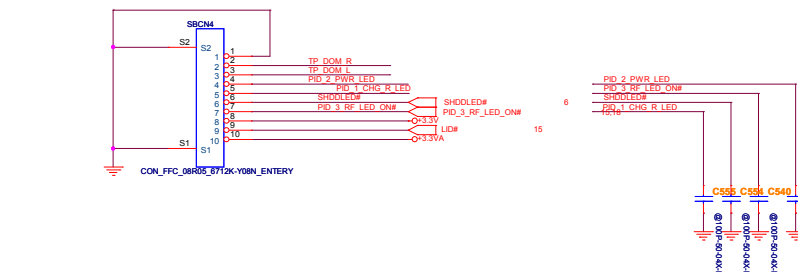 SBCN4
S2
S2
1
1
2
TP_DOM_R
2
3
TP_DOM_L
3
4
PID_2_PWR_LED
4
5
PID_1_CHG_R_LED
5
6
SHDDLED#
SHDDLED#
6
6
7
PID_3_RF_LED_ON#
PID_3_RF_LED_ON#
7
8
+3.3V
8
9
LID#
15
9
10
+3.3VA
10
S1
S1
CON_FFC_08R05_6712K-Y08N_ENTERY
PID_2_PWR_LED
PID_3_RF_LED_ON#
SHDDLED#
PID_1_CHG_R_LED
15,18
C555 C554 C540